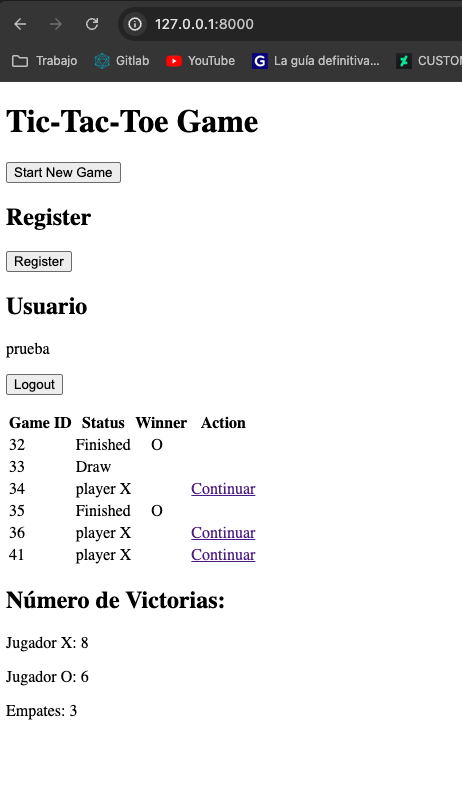 127.0.0.1:8000
Trabajo Gitlab YouTube G La guía definitiva... CUSTOM
Tic-Tac-Toe Game
Start New Game
Register
Register
Usuario
prueba
Logout
Game ID Status Winner Action
32 Finished O
33 Draw
34 player X Continuar
35 Finished O
36 player X Continuar
41 player X Continuar
Número de Victorias:
Jugador X: 8
Jugador O: 6
Empates: 3